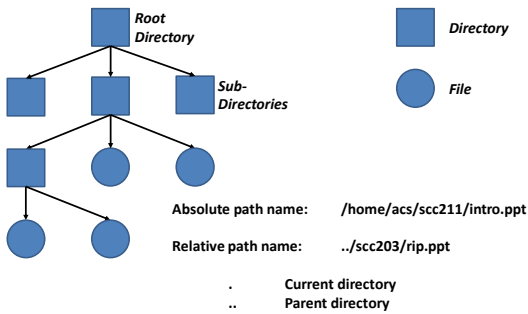 Root
Directory
Directory
Sub-
Directories
File
Absolute path name: /home/acs/scc211/intro.ppt
Relative path name: ../scc203/rip.ppt
. Current directory
.. Parent directory